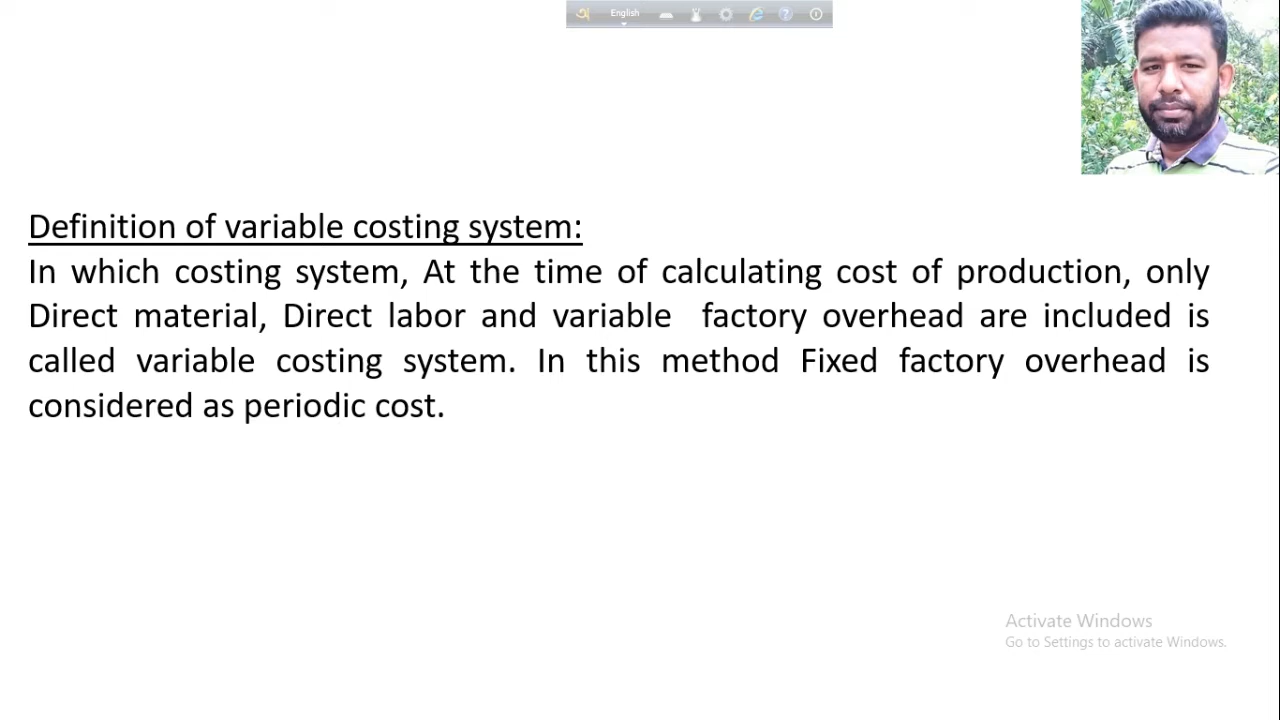 অ English
Definition of variable costing system:
In which costing system, At the time of calculating cost of production, only
Direct material, Direct labor and variable factory overhead are included is
called variable costing system. In this method Fixed factory overhead is
considered as periodic cost.
Activate Windows
Go to Settings to activate Windows.